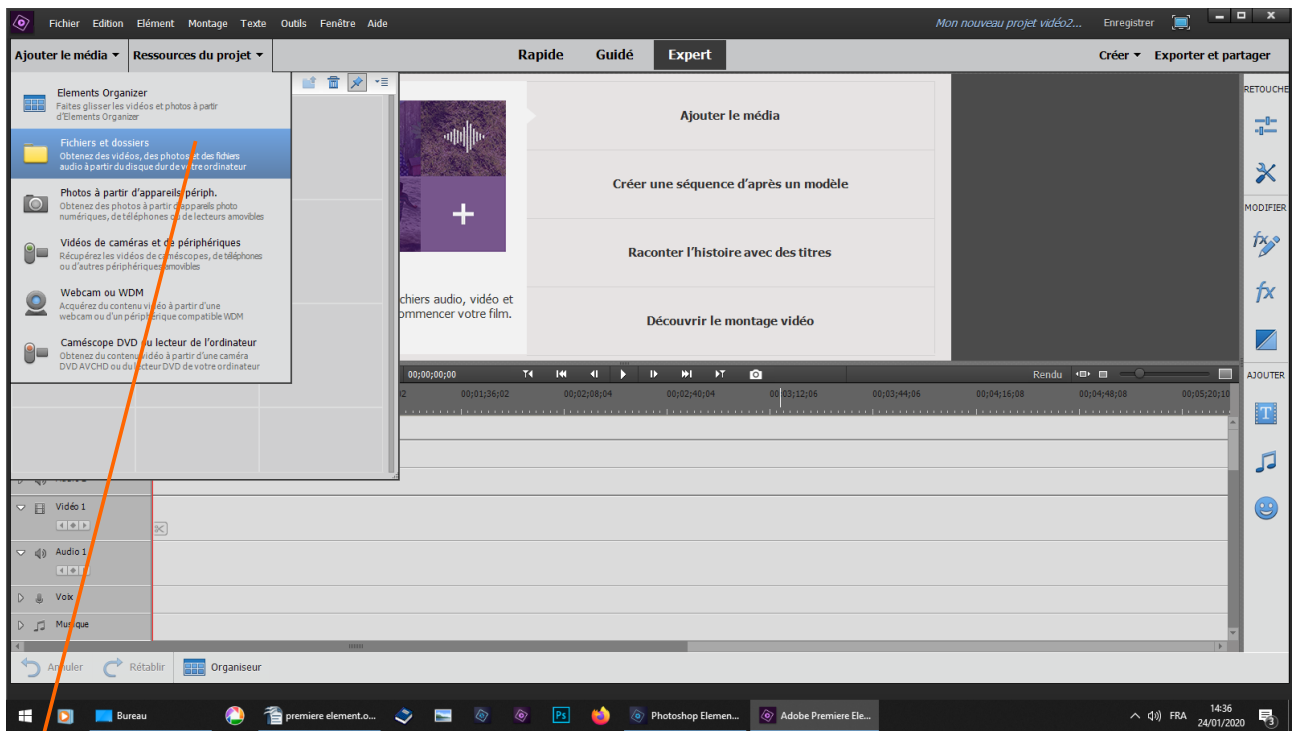 Fichier Edition Elément Montage Texte Outils Fenêtre Aide Mon nouveau projet vidéo2... Enregistrer
Ajouter le média Ressources du projet Rapide Guidé Expert Créer Exporter et partager
Elements Organizer
Faites glisser les vidéos et photos à partir
d'Elements Organizer
Fichiers et dossiers
Obtenez des vidéos, des photos et des fichiers
audio à partir du disque dur de votre ordinateur
Photos à partir d'appareils périph.
Obtenez des photos à partir d'appareils photo
numériques, de téléphones ou de lecteurs amovibles
Vidéos de caméras et de périphériques
Récupérez les vidéos de caméscopes, de téléphones
ou d'autres périphériques amovibles
Webcam ou WDM
Acquérez du contenu vidéo à partir d'une
webcam ou d'un périphérique compatible WDM
Caméscope DVD ou lecteur de l'ordinateur
Obtenez du contenu vidéo à partir d'une caméra
DVD AVCHD ou du lecteur DVD de votre ordinateur
chiers audio, vidéo et
ommencer votre film.
Ajouter le média
Créer une séquence d'après un modèle
Raconter l'histoire avec des titres
Découvrir le montage vidéo
RETOUCHE
MODIFIER
fx
fx
AJOUTER
T
00;00;00;00 Rendu
00;01;36;02 00;02;08;04 00;02;40;04 00;03;12;06 00;03;44;06 00;04;16;08 00;04;48;08 00;05;20;10
Vidéo 1
Audio 1
Voix
Musique
Annuler Rétablir Organiseur
Bureau premiere element.o... Ps Photoshop Elemen... Adobe Premiere Ele... FRA 14:36
24/01/2020 3